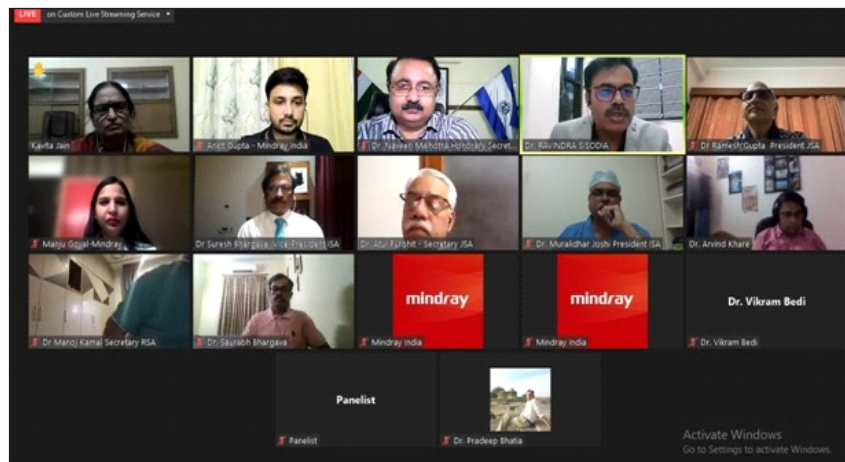 LIVE on Custom Live Streaming Service
Kavita Jain
Ankit Gupta - Mindray India
Dr. Naveen Malhotra Honorary Secret...
Dr. RAVINDRA SISODIA
Dr Ramesh Gupta President JSA
Manju Goyal-Mindray
Dr Suresh Bhargava, Vice-President ISA
Dr. Atul Purohit - Secretary JSA
Dr. Muralidhar Joshi President ISA
Dr. Arvind Khare
Dr Manoj Kamal Secretary RSA
Dr. Saurabh Bhargava
mindray
Mindray India
mindray
Mindray India
Dr. Vikram Bedi
Dr. Vikram Bedi
Panelist
Panelist
Dr. Pradeep Bhatia
Activate Windows
Go to Settings to activate Windows.